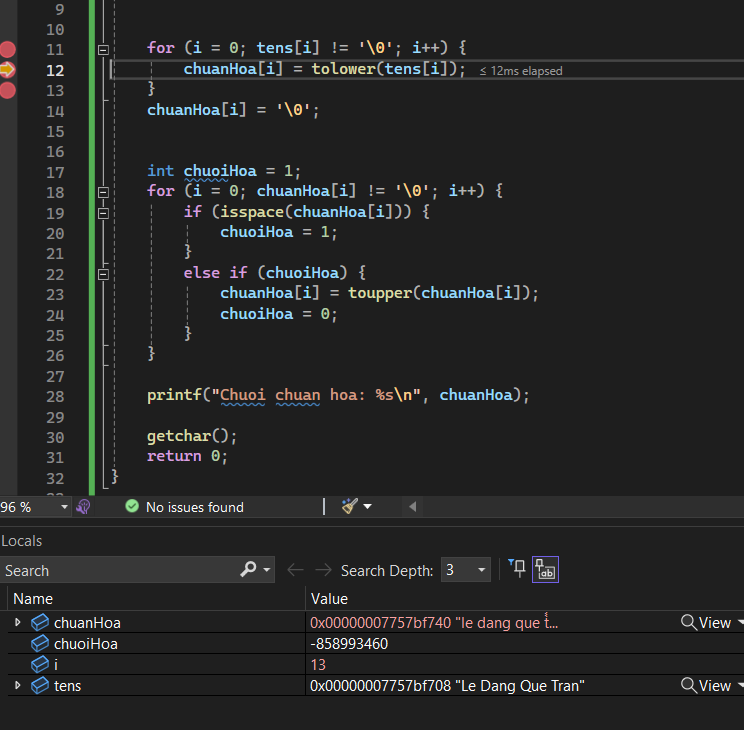 9
10
11 for (i = 0; tens[i] != '\0'; i++) {
12 chuanHoa[i] = tolower(tens[i]); ≤ 12ms elapsed
13 }
14 chuanHoa[i] = '\0';
15
16
17 int chuoiHoa = 1;
18 for (i = 0; chuanHoa[i] != '\0'; i++) {
19 if (isspace(chuanHoa[i])) {
20 chuoiHoa = 1;
21 }
22 else if (chuoiHoa) {
23 chuanHoa[i] = toupper(chuanHoa[i]);
24 chuoiHoa = 0;
25 }
26 }
27
28 printf("Chuoi chuan hoa: %s\n", chuanHoa);
29
30 getchar();
31 return 0;
32 }
96 % No issues found
Locals
Search Search Depth: 3
Name Value
chuanHoa 0x00000007757bf740 "le dang que t... View
chuoiHoa -858993460
i 13
tens 0x00000007757bf708 "Le Dang Que Tran" View